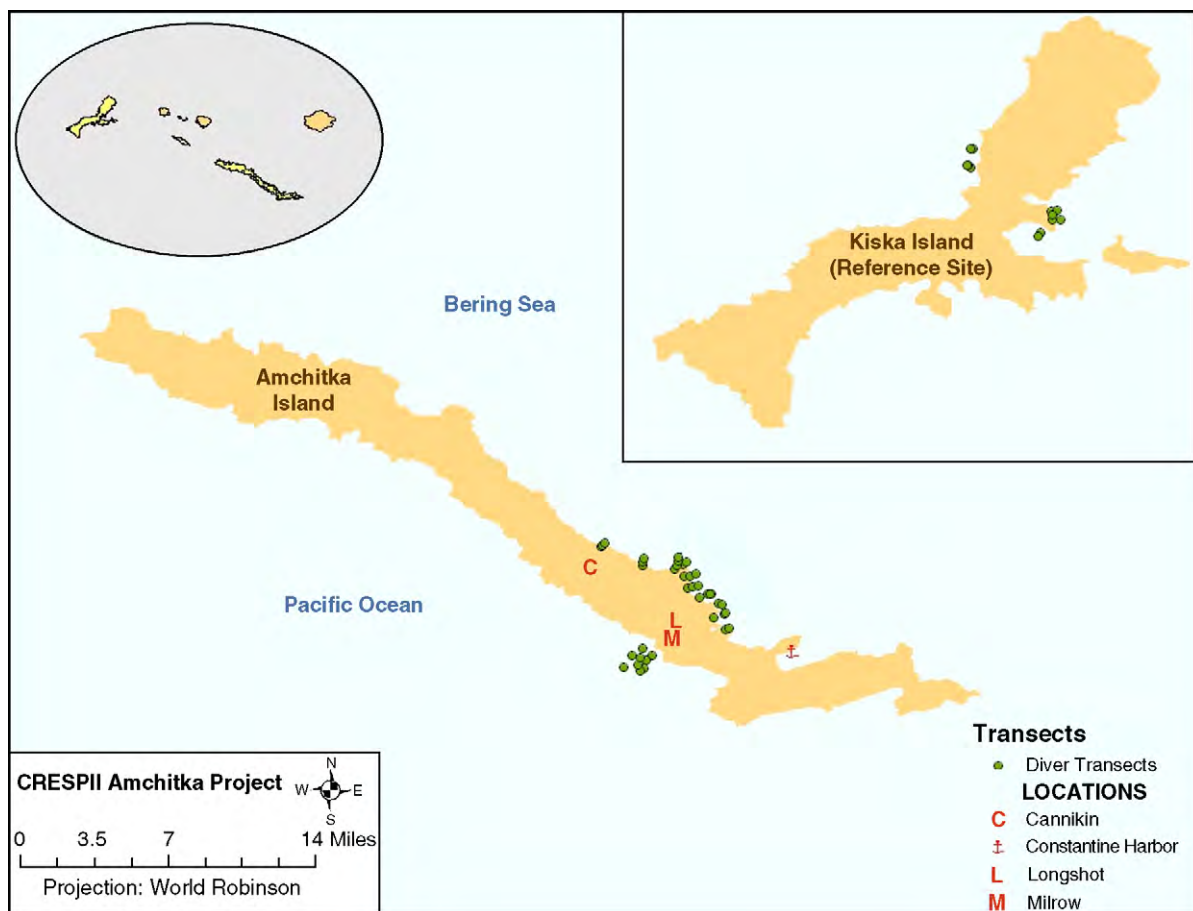 Kiska Island
(Reference Site)
Bering Sea
Amchitka
Island
C
Pacific Ocean
L
M
CRESPII Amchitka Project
N
W E
S
0 3.5 7 14 Miles
Projection: World Robinson
Transects
Diver Transects
LOCATIONS
C Cannikin
Constantine Harbor
L Longshot
M Milrow